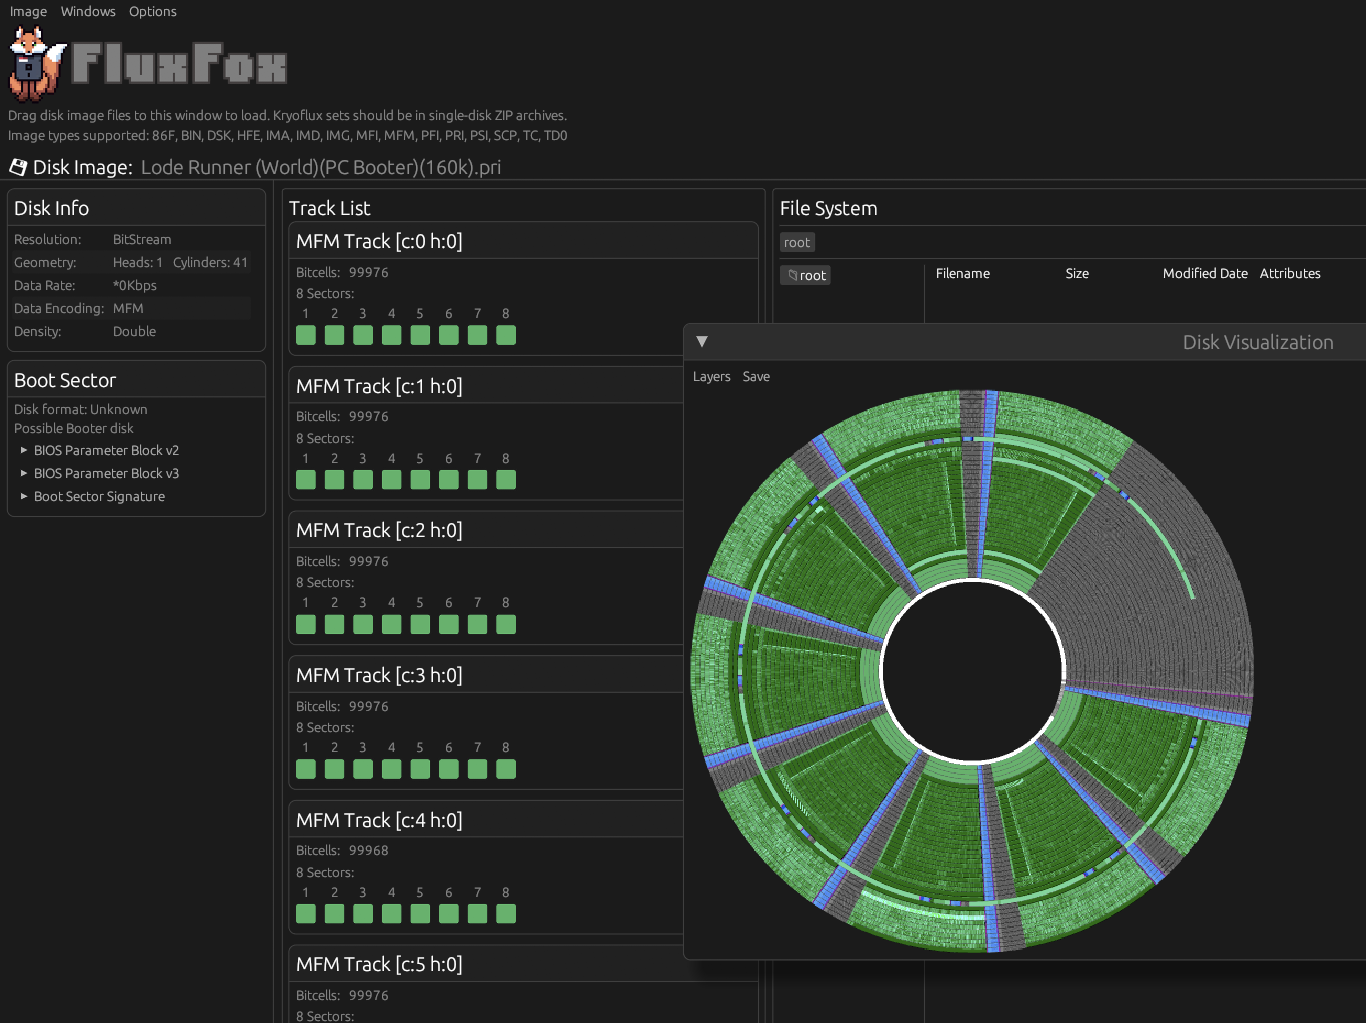 Image Windows Options
FluxFox
Drag disk image files to this window to load. Kryoflux sets should be in single-disk ZIP archives.
Image types supported: 86F, BIN, DSK, HFE, IMA, IMD, IMG, MFI, MFM, PFI, PRI, PSI, SCP, TC, TD0
Disk Image: Lode Runner (World)(PC Booter)(160k).pri
Disk Info
Resolution: BitStream
Geometry: Heads: 1 Cylinders: 41
Data Rate: *0Kbps
Data Encoding: MFM
Density: Double
Boot Sector
Disk format: Unknown
Possible Booter disk
BIOS Parameter Block v2
BIOS Parameter Block v3
Boot Sector Signature
Track List
MFM Track [c:0 h:0]
Bitcells: 99976
8 Sectors:
1 2 3 4 5 6 7 8
MFM Track [c:1 h:0]
Bitcells: 99976
8 Sectors:
1 2 3 4 5 6 7 8
MFM Track [c:2 h:0]
Bitcells: 99976
8 Sectors:
1 2 3 4 5 6 7 8
MFM Track [c:3 h:0]
Bitcells: 99976
8 Sectors:
1 2 3 4 5 6 7 8
MFM Track [c:4 h:0]
Bitcells: 99968
8 Sectors:
1 2 3 4 5 6 7 8
MFM Track [c:5 h:0]
Bitcells: 99976
8 Sectors:
File System
root
root
Filename Size Modified Date Attributes
Disk Visualization
Layers Save